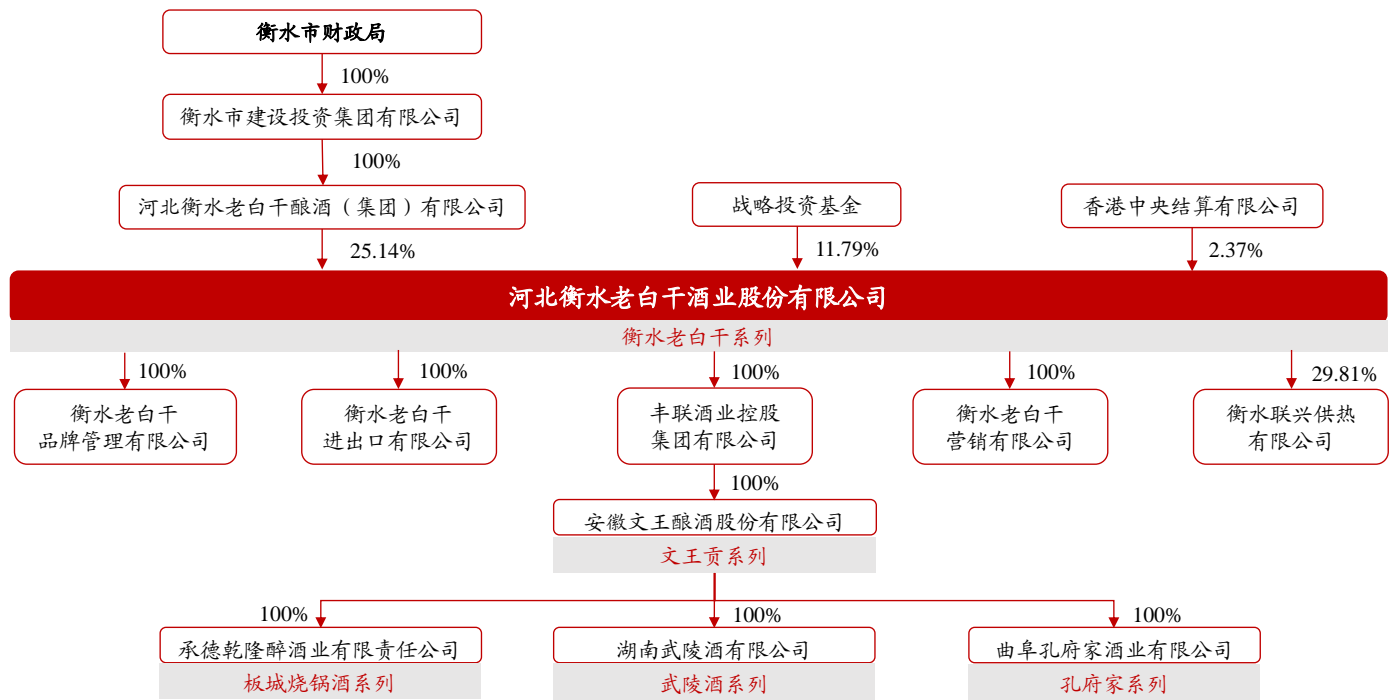 衡水市财政局
100%
衡水市建设投资集团有限公司
100%
河北衡水老白干酿酒（集团）有限公司
战略投资基金
香港中央结算有限公司
25.14%
11.79%
2.37%
河北衡水老白干酒业股份有限公司
衡水老白干系列
100%
100%
100%
100%
29.81%
衡水老白干
品牌管理有限公司
衡水老白干
进出口有限公司
丰联酒业控股
集团有限公司
衡水老白干
营销有限公司
衡水联兴供热
有限公司
100%
安徽文王酿酒股份有限公司
文王贡系列
100%
100%
100%
承德乾隆醉酒业有限责任公司
湖南武陵酒有限公司
曲阜孔府家酒业有限公司
板城烧锅酒系列
武陵酒系列
孔府家系列